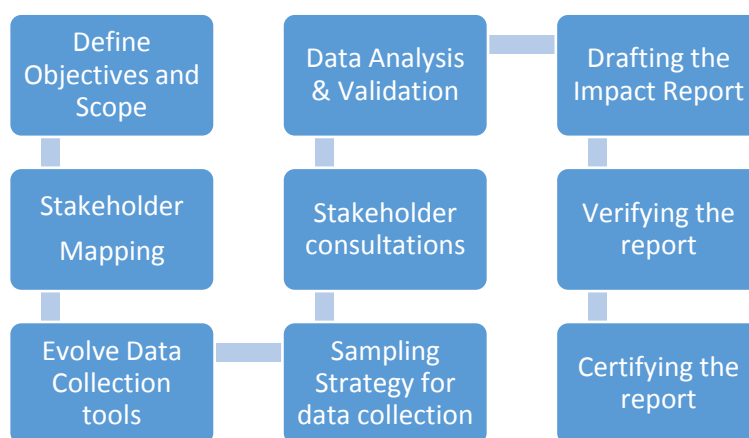 Define
Objectives and
Scope
Stakeholder
Mapping
Evolve Data
Collection
tools
Sampling
Strategy for
data collection
Stakeholder
consultations
Data Analysis
& Validation
Drafting the
Impact Report
Verifying the
report
Certifying the
report